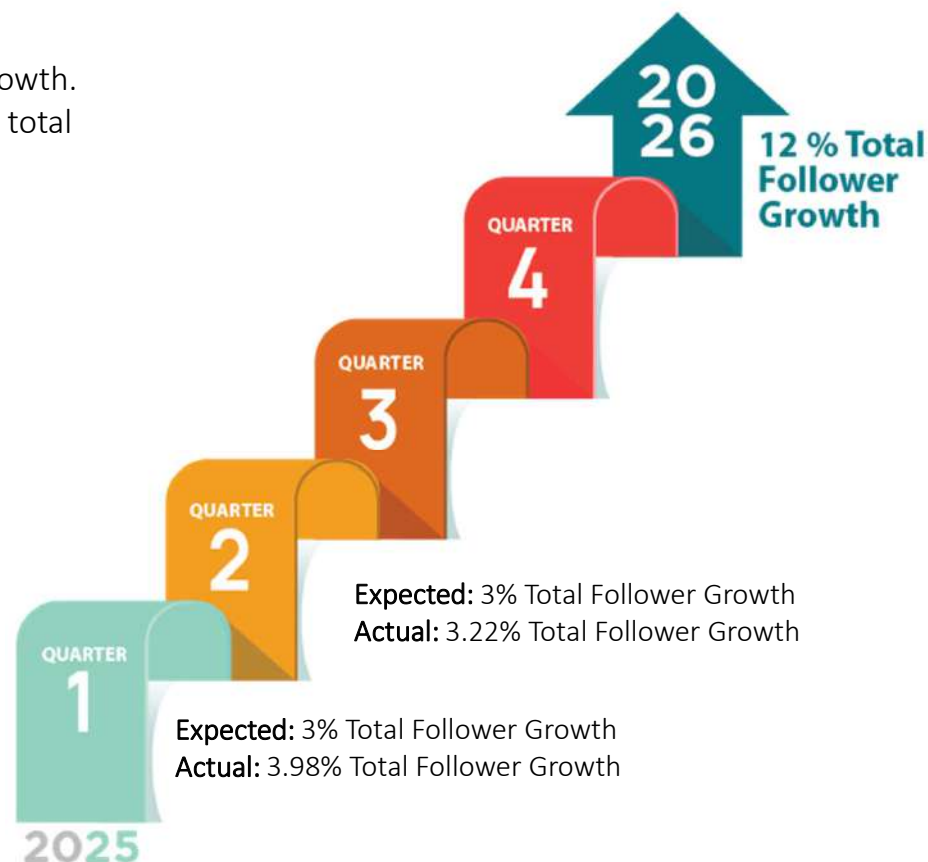 owth.
total
20
26
12 % Total
Follower
Growth
QUARTER
4
QUARTER
3
QUARTER
2
Expected: 3% Total Follower Growth
Actual: 3.22% Total Follower Growth
QUARTER
1
Expected: 3% Total Follower Growth
Actual: 3.98% Total Follower Growth
2025